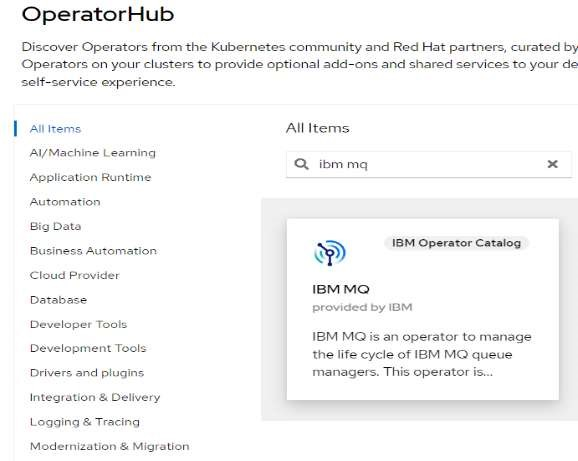 OperatorHub
Discover Operators from the Kubernetes community and Red Hat partners, curated by
Operators on your clusters to provide optional add-ons and shared services to your de
self-service experience.
All Items
AI/Machine Learning
Application Runtime
Automation
Big Data
Business Automation
Cloud Provider
Database
Developer Tools
Development Tools
Drivers and plugins
Integration & Delivery
Logging & Tracing
Modernization & Migration
All Items
ibm mq
IBM Operator Catalog
IBM MQ
provided by IBM
IBM MQ is an operator to manage
the life cycle of IBM MQ queue
managers. This operator is...